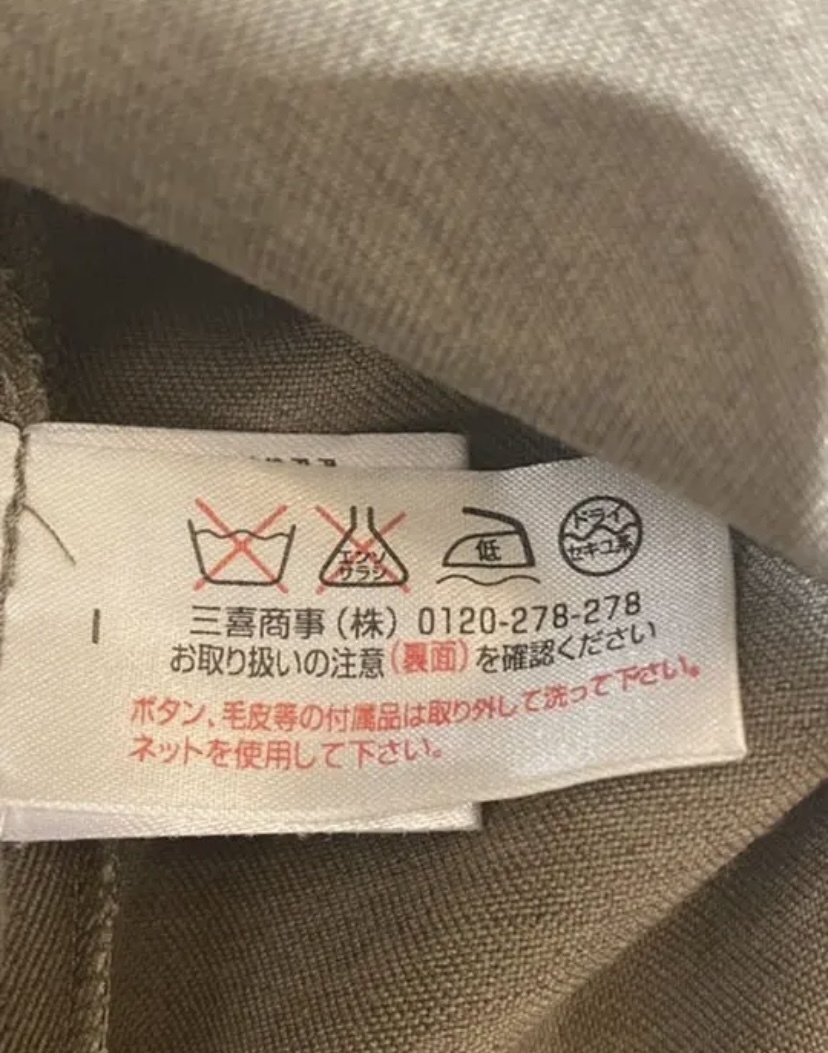 エンソ
サラシ
低
ドライ
セキユ系
三喜商事(株) 0120-278-278
お取り扱いの注意(裏面)を確認ください
ボタン、毛皮等の付属品は取り外して洗って下さい。
ネットを使用して下さい。